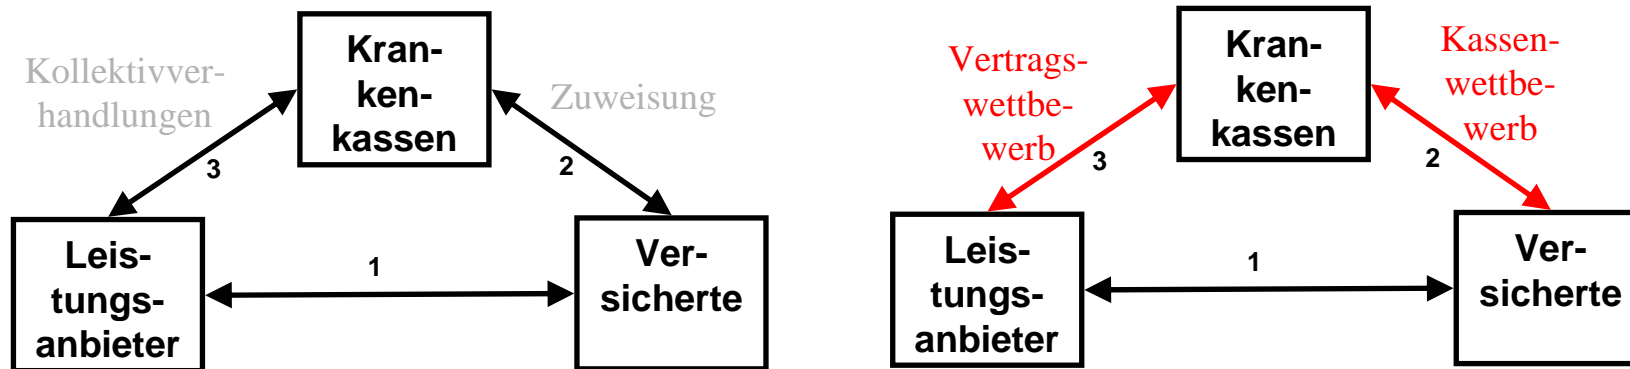 Kran-
ken-
kassen
Kollektivver-
handlungen
Zuweisung
3
2
Leis-
tungs-
anbieter
1
Ver-
sicherte
Kran-
ken-
kassen
Vertrags-
wettbe-
werb
Kassen-
wettbe-
werb
3
2
Leis-
tungs-
anbieter
1
Ver-
sicherte